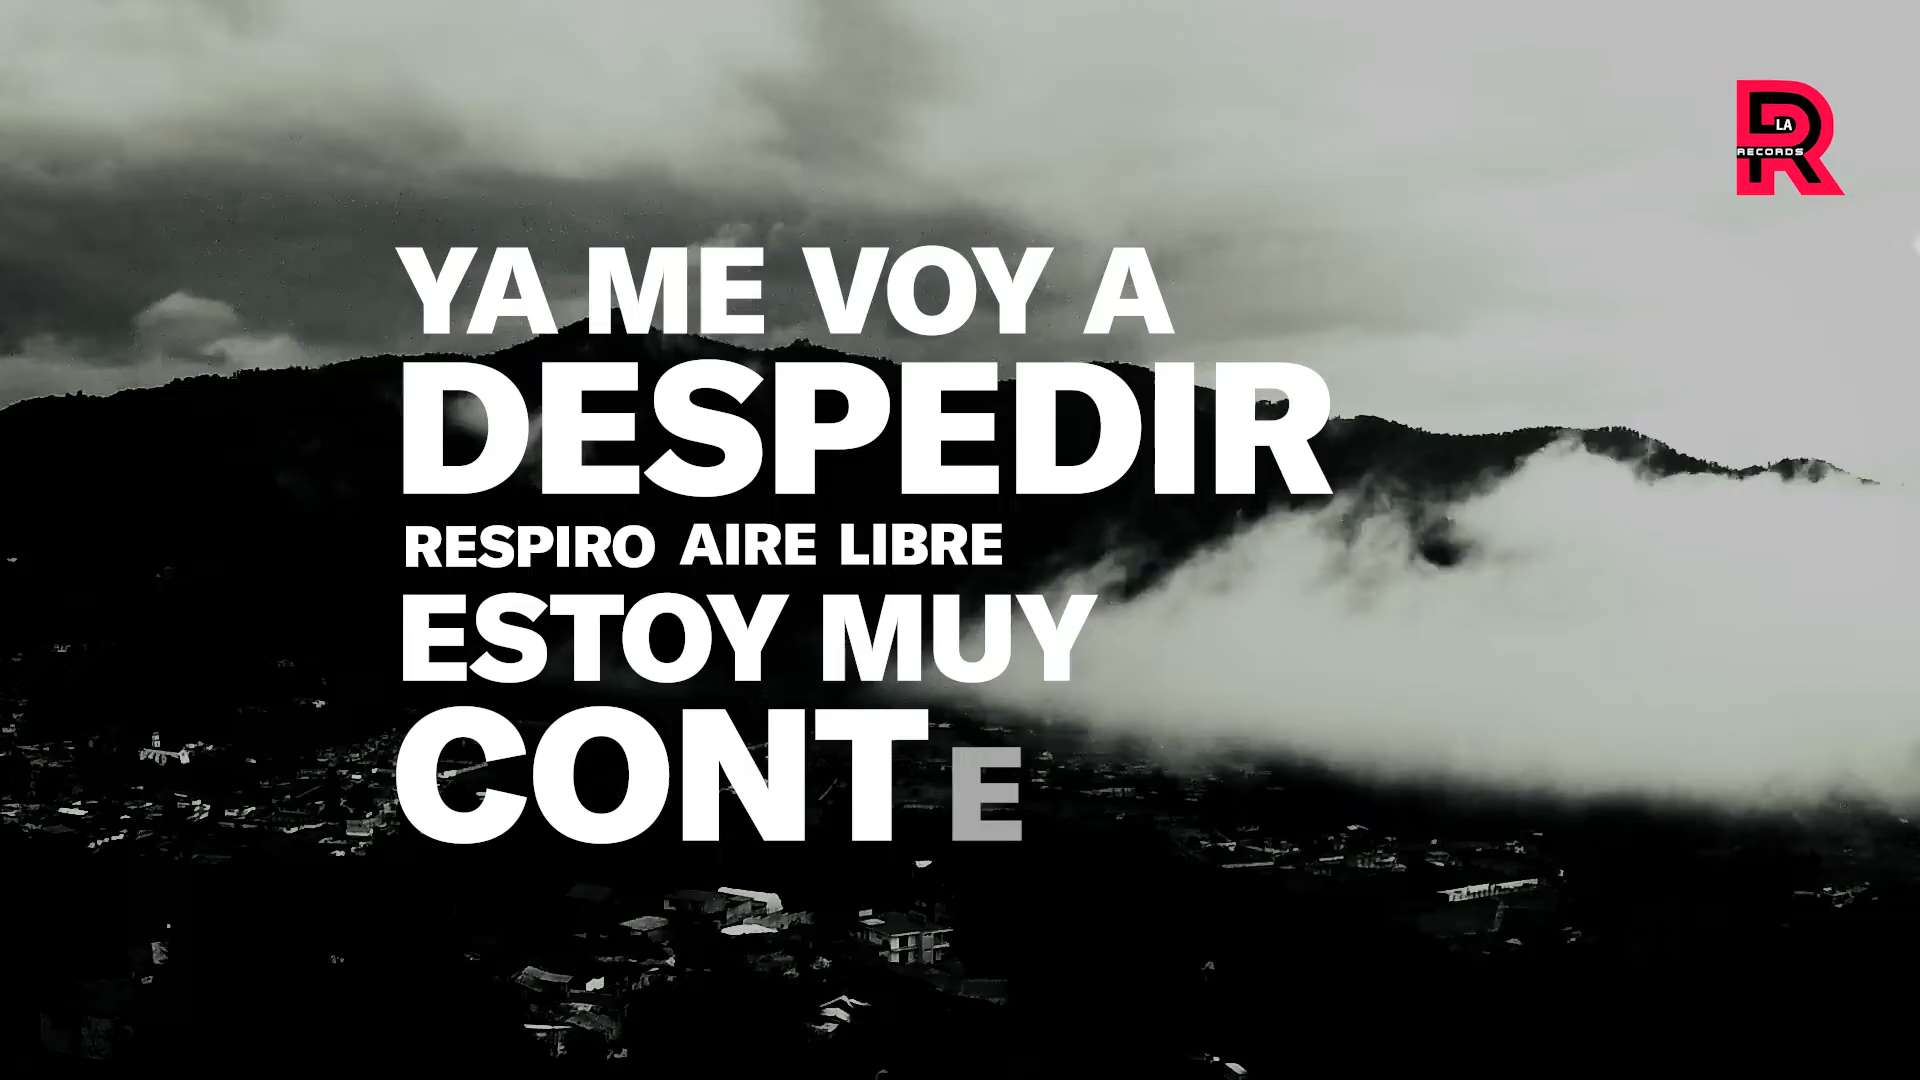 LA
RECORDS
YA ME VOY A
DESPEDIR
RESPIRO AIRE LIBRE
ESTOY MUY
CONTE